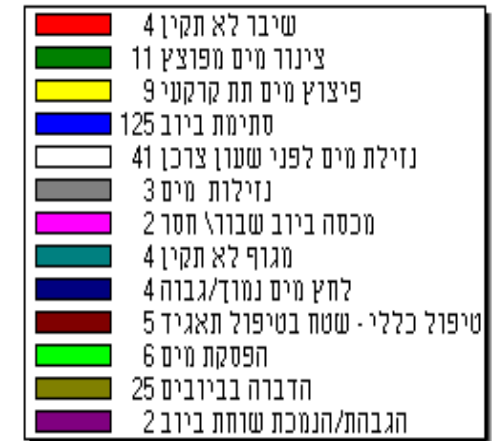 שיבר לא תקין 4
צינור מים מפוצץ 11
פיצוץ מים תת קרקעי 9
סתימת ביוב 125
נזילת מים לפני שעון צרכן 41
נזילות מים 3
מכסה ביוב שבור\ חסר 2
מגוף לא תקין 4
לחץ מים נמוך/גבוה 4
טיפול כללי - שטח בטיפול תאגיד 5
הפסקת מים 6
הדברה בביובים 25
הגבהת/הנמכת שוחת ביוב 2